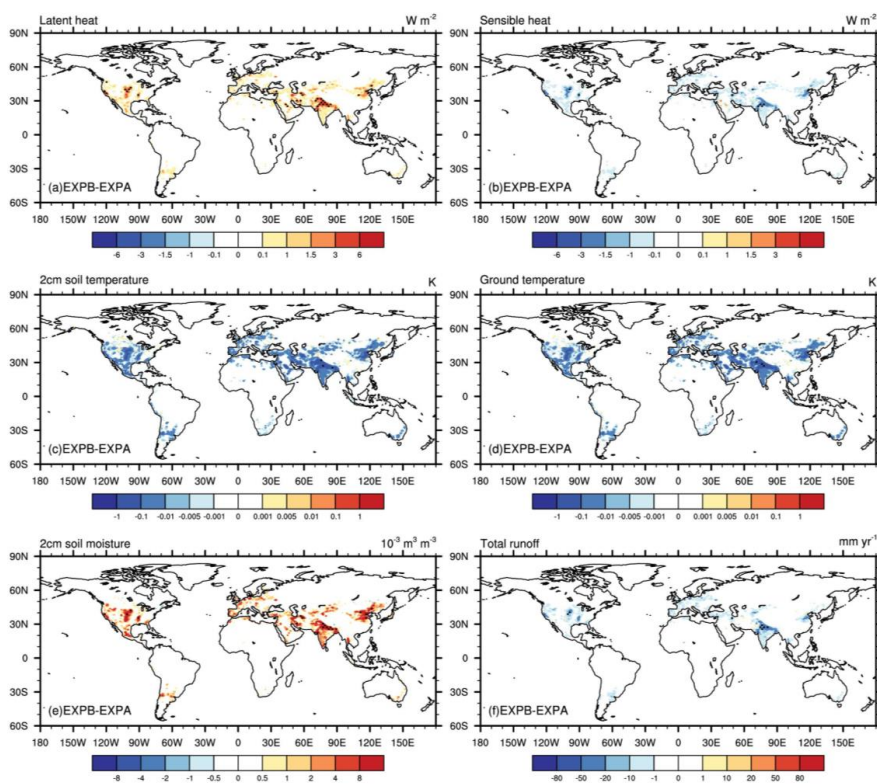 Latent heat W m-2
90N
60N
30N
0
30S
60S
(a)EXPB-EXPA
180 150W 120W 90W 60W 30W 0 30E 60E 90E 120E 150E
-6 -3 -1.5 -1 -0.1 0 0.1 1 1.5 3 6
Sensible heat W m-2
90N
60N
30N
0
30S
60S
(b)EXPB-EXPA
180 150W 120W 90W 60W 30W 0 30E 60E 90E 120E 150E
-6 -3 -1.5 -1 -0.1 0 0.1 1 1.5 3 6
2cm soil temperature K
90N
60N
30N
0
30S
60S
(c)EXPB-EXPA
180 150W 120W 90W 60W 30W 0 30E 60E 90E 120E 150E
-1 -0.1 -0.01 -0.005 -0.001 0 0.001 0.005 0.01 0.1 1
Ground temperature K
90N
60N
30N
0
30S
60S
(d)EXPB-EXPA
180 150W 120W 90W 60W 30W 0 30E 60E 90E 120E 150E
-1 -0.1 -0.01 -0.005 -0.001 0 0.001 0.005 0.01 0.1 1
2cm soil moisture 10-3 m3 m-3
90N
60N
30N
0
30S
60S
(e)EXPB-EXPA
180 150W 120W 90W 60W 30W 0 30E 60E 90E 120E 150E
-8 -4 -2 -1 -0.5 0 0.5 1 2 4 8
Total runoff mm yr-1
90N
60N
30N
0
30S
60S
(f)EXPB-EXPA
180 150W 120W 90W 60W 30W 0 30E 60E 90E 120E 150E
-80 -50 -20 -10 -1 0 1 10 20 50 80